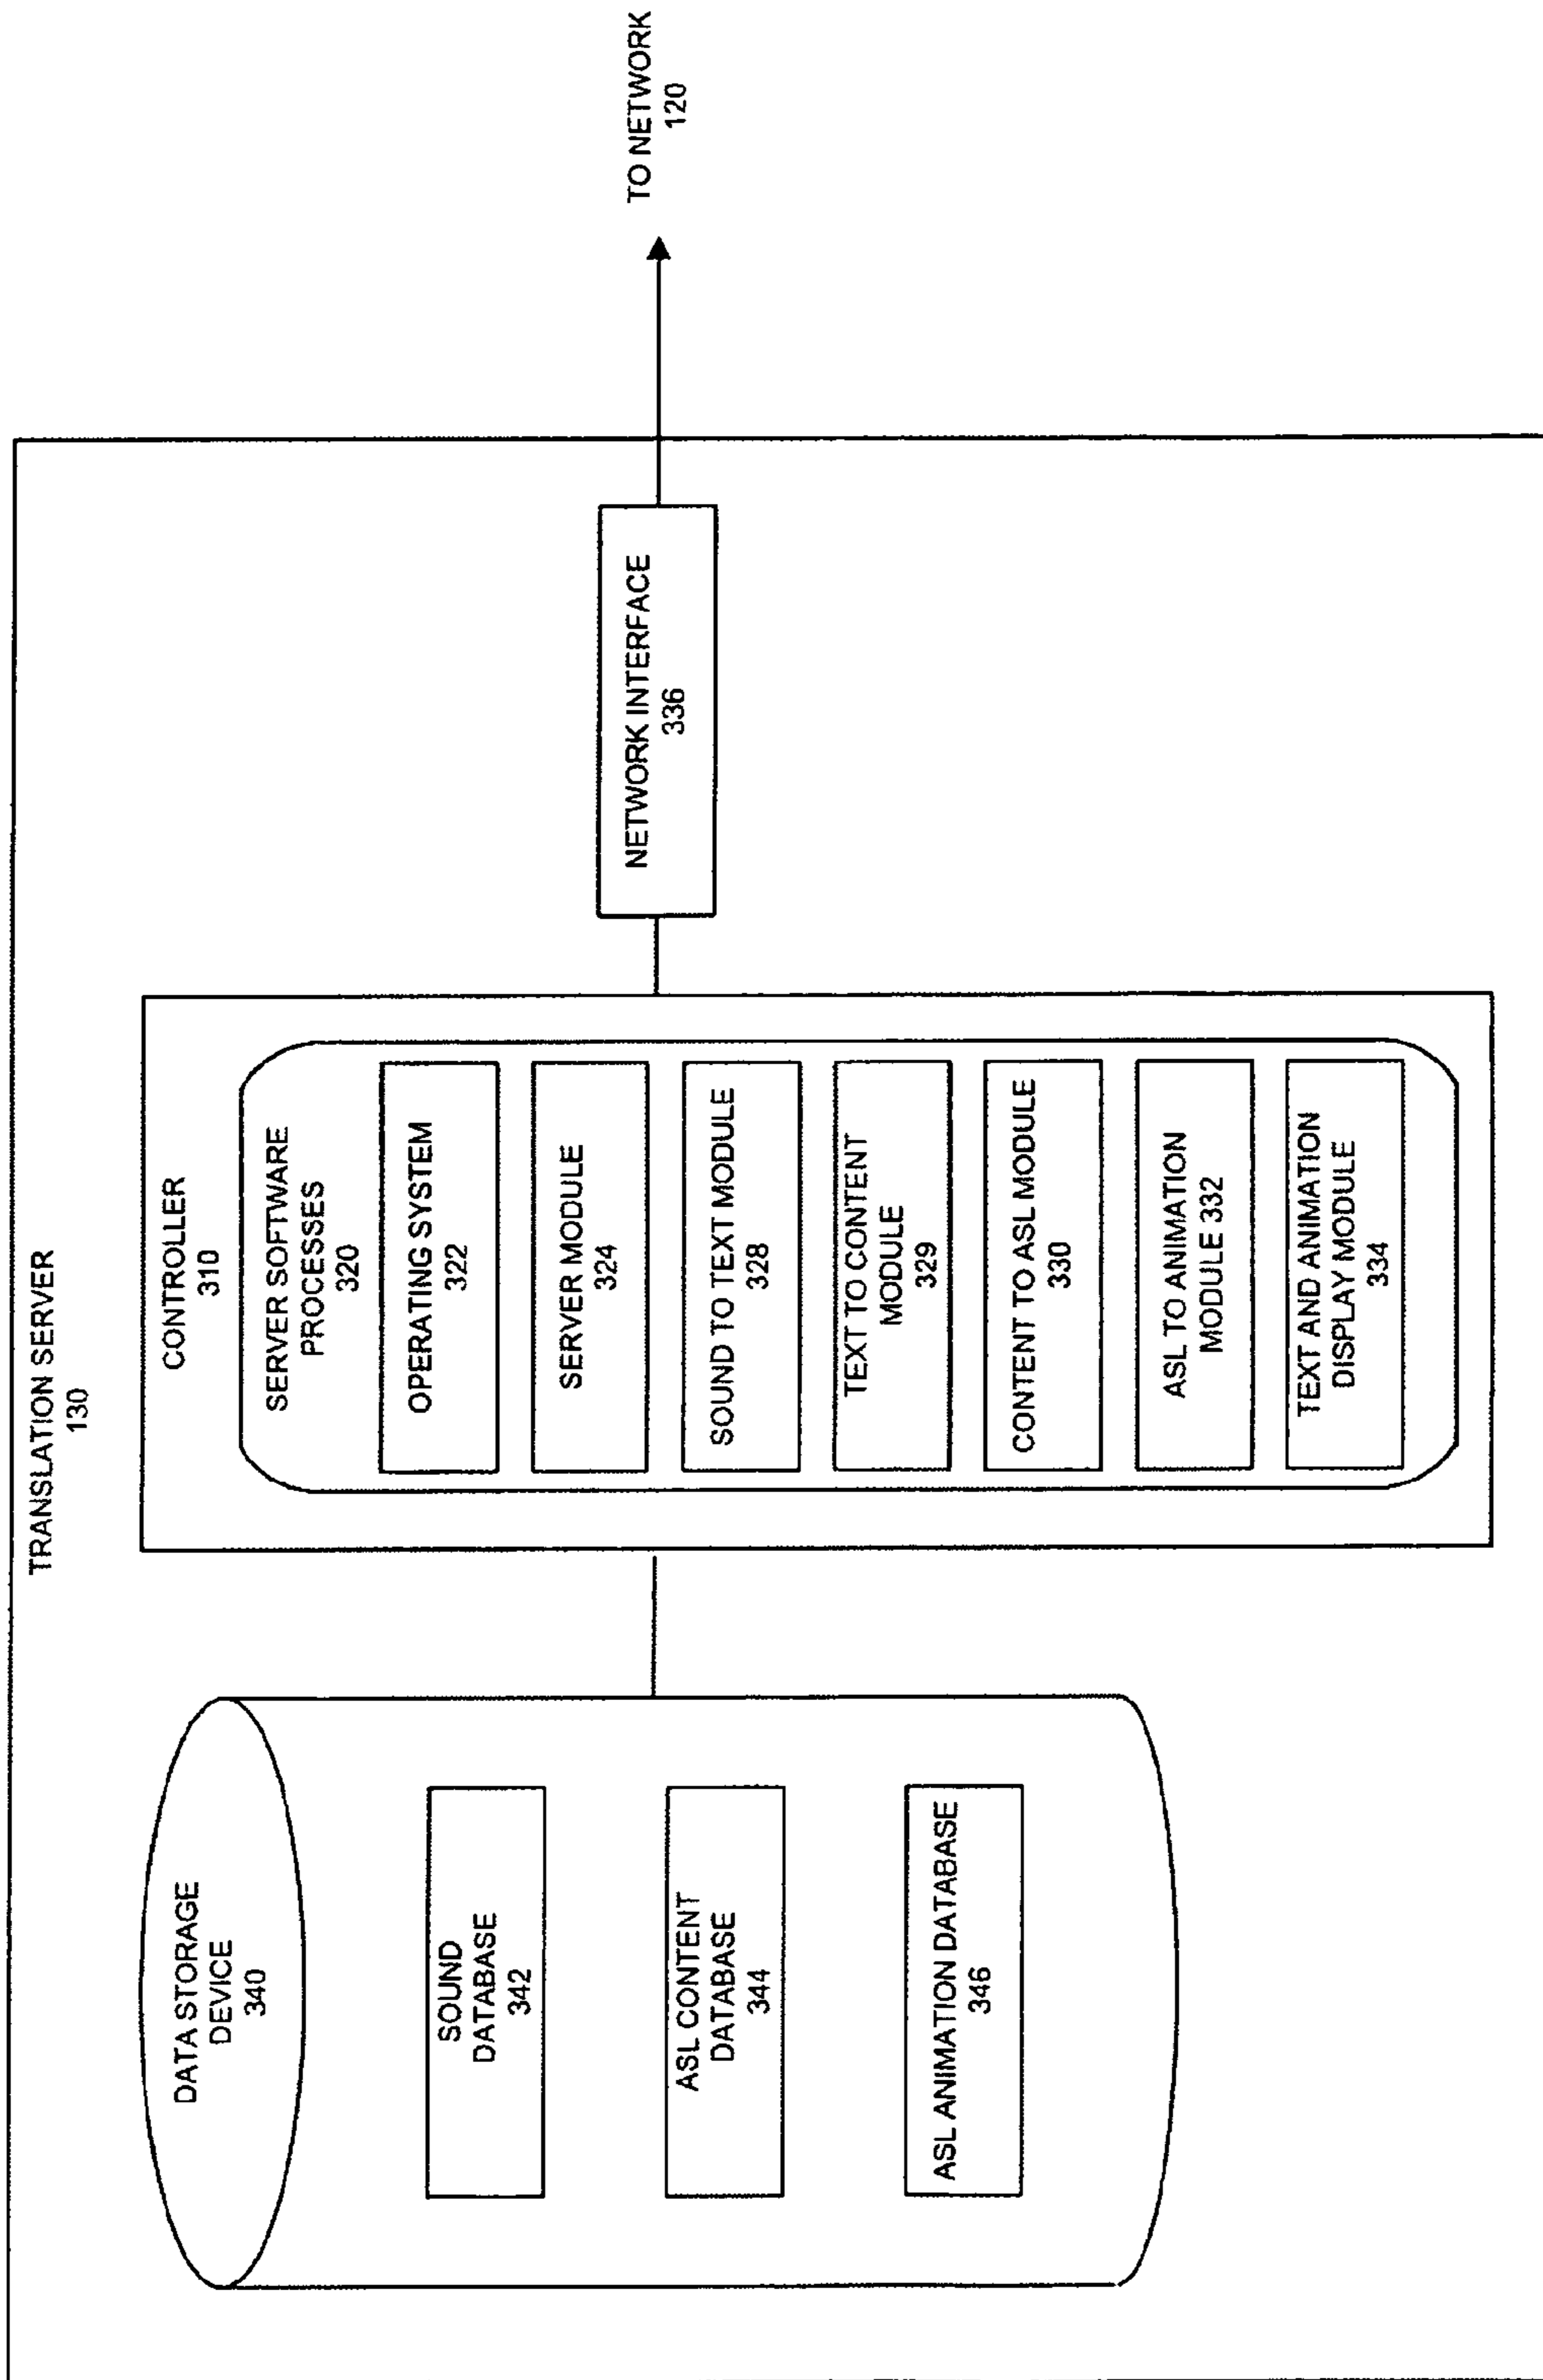 TRANSLATION SERVER
130
DATA STORAGE
DEVICE
340
SOUND
DATABASE
342
ASL CONTENT
DATABASE
344
ASL ANIMATION DATABASE
346
CONTROLLER
310
SERVER SOFTWARE
PROCESSES
320
OPERATING SYSTEM
322
SERVER MODULE
324
SOUND TO TEXT MODULE
328
TEXT TO CONTENT
MODULE
329
CONTENT TO ASL MODULE
330
ASL TO ANIMATION
MODULE 332
TEXT AND ANIMATION
DISPLAY MODULE
334
NETWORK INTERFACE
336
TO NETWORK
120